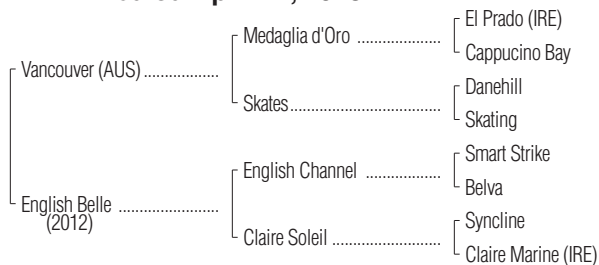 El Prado (IRE)
Medaglia d'Oro
Cappucino Bay
Vancouver (AUS) ....................
Danehill
Skates........................................
Skating
Smart Strike
English Channel ....................
Belva
English Belle ...........................
(2012)
Syncline
Claire Soleil .............................
Claire Marine (IRE)